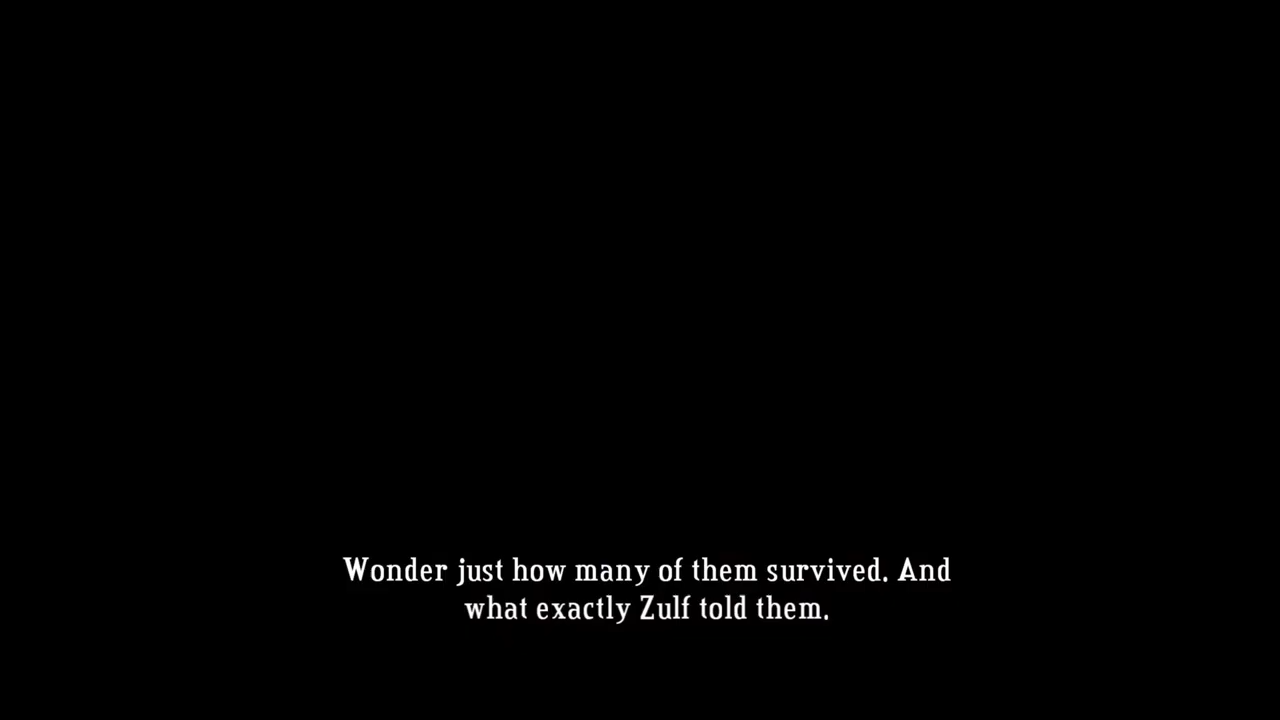 Wonder just how many of them survived. And
what exactly Zulf told them.